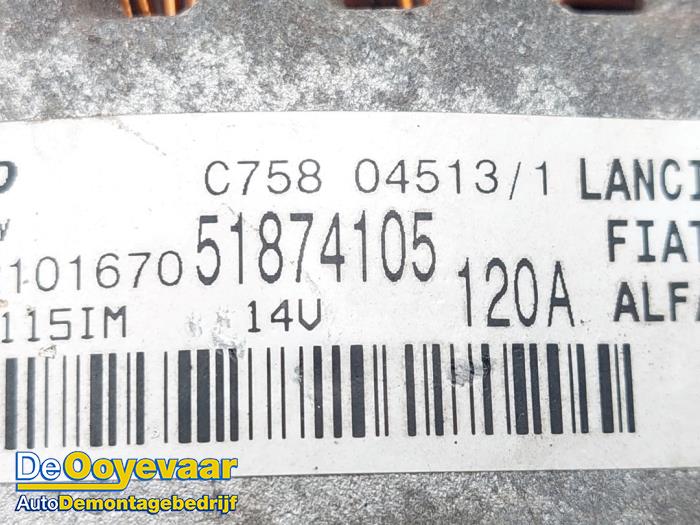 C758 04513/1 LANCI
101670 51874105 FIAT
115IM 14V 120A ALFA
DeOoyevaar
AutoDemontagebedrijf